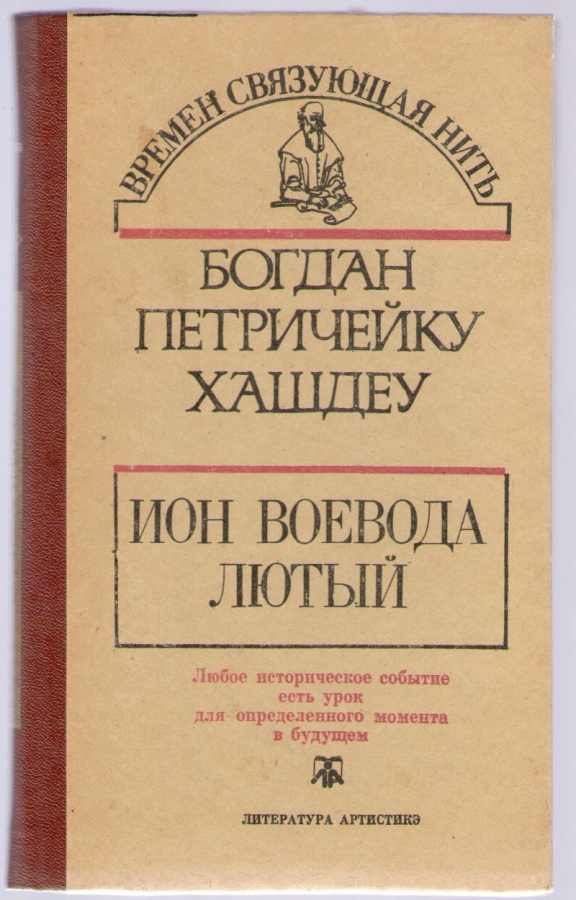 ВРЕМЕН СВЯЗУЮЩАЯ НИТЬ
БОГДАН
ПЕТРИЧЕЙКУ
ХАШДЕУ
ИОН ВОЕВОДА
ЛЮТЫЙ
Любое историческое событие
есть урок
для определенного момента
в будущем
ЛА
ЛИТЕРАТУРА АРТИСТИКЭ